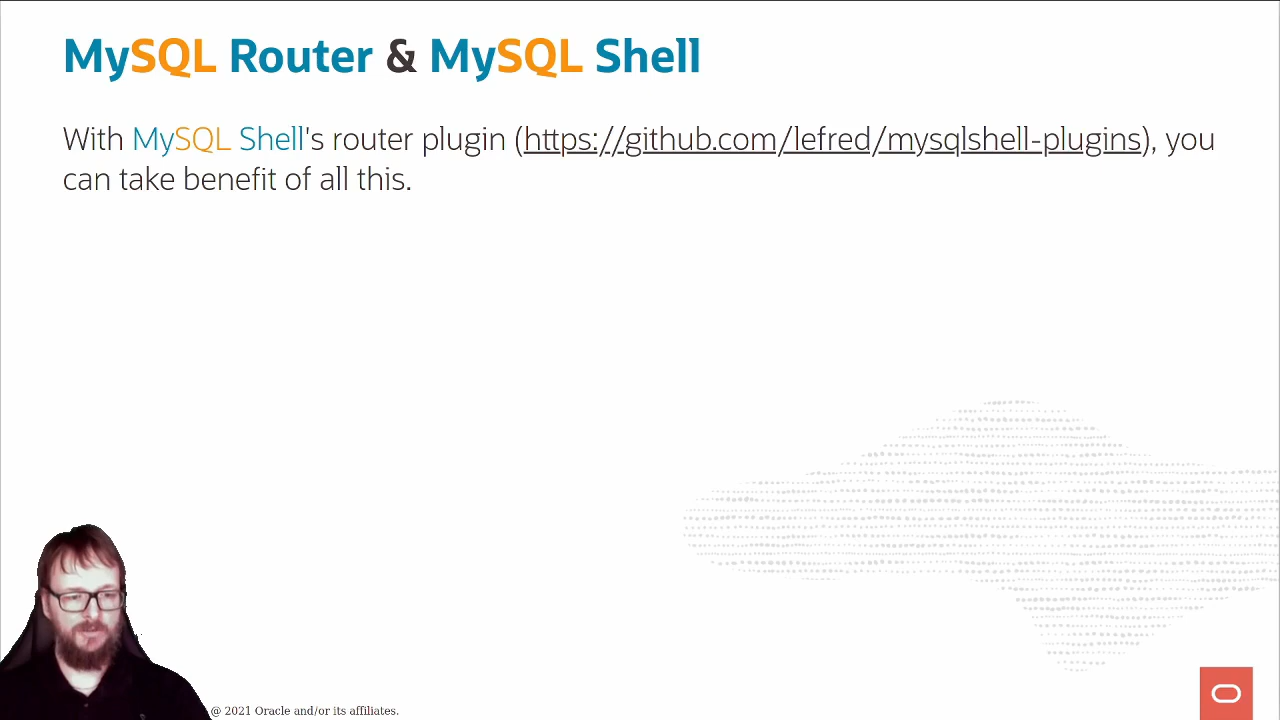 MySQL Router & MySQL Shell
With MySQL Shell's router plugin (https://github.com/lefred/mysqlshell-plugins), you
can take benefit of all this.
@ 2021 Oracle and/or its affiliates.